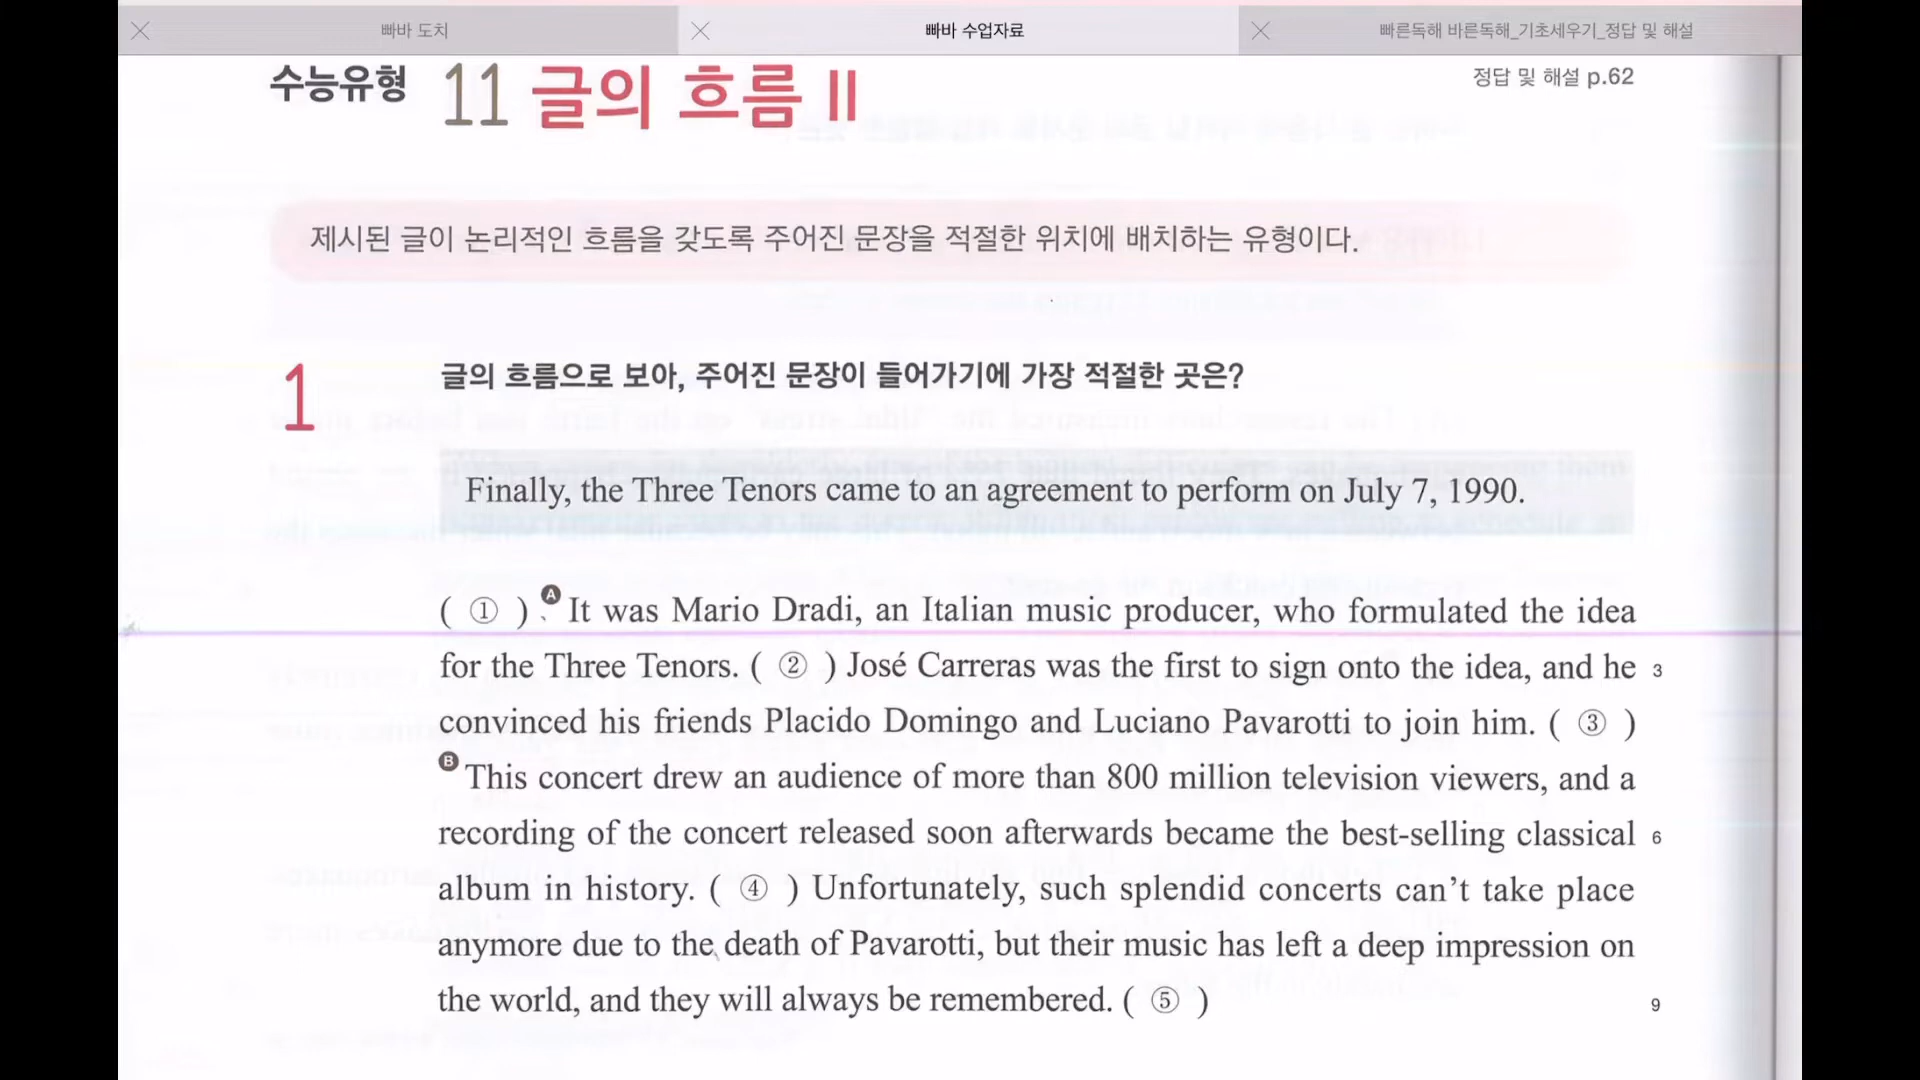 빠바 도치
빠바 수업자료
빠른독해 바른독해_기초세우기_정답 및 해설
수능유형 11 글의 흐름 II
정답 및 해설 p.62
제시된 글이 논리적인 흐름을 갖도록 주어진 문장을 적절한 위치에 배치하는 유형이다.
1 글의 흐름으로 보아, 주어진 문장이 들어가기에 가장 적절한 곳은?
Finally, the Three Tenors came to an agreement to perform on July 7, 1990.
( ① ) Ⓐ It was Mario Dradi, an Italian music producer, who formulated the idea
for the Three Tenors. ( ② ) José Carreras was the first to sign onto the idea, and he 3
convinced his friends Placido Domingo and Luciano Pavarotti to join him. ( ③ )
Ⓑ This concert drew an audience of more than 800 million television viewers, and a
recording of the concert released soon afterwards became the best-selling classical 6
album in history. ( ④ ) Unfortunately, such splendid concerts can't take place
anymore due to the death of Pavarotti, but their music has left a deep impression on
the world, and they will always be remembered. ( ⑤ ) 9